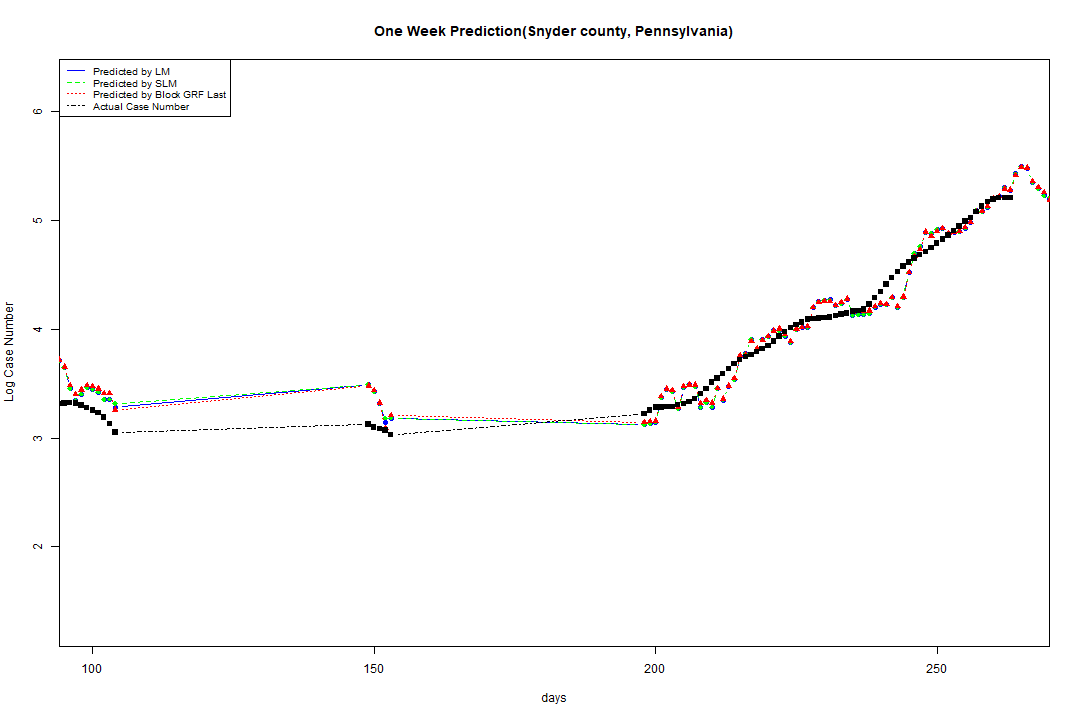 One Week Prediction(Snyder county, Pennsylvania)
Predicted by LM
Predicted by SLM
Predicted by Block GRF Last
Actual Case Number
6
5
4
3
2
Log Case Number
100 150 200 250
days